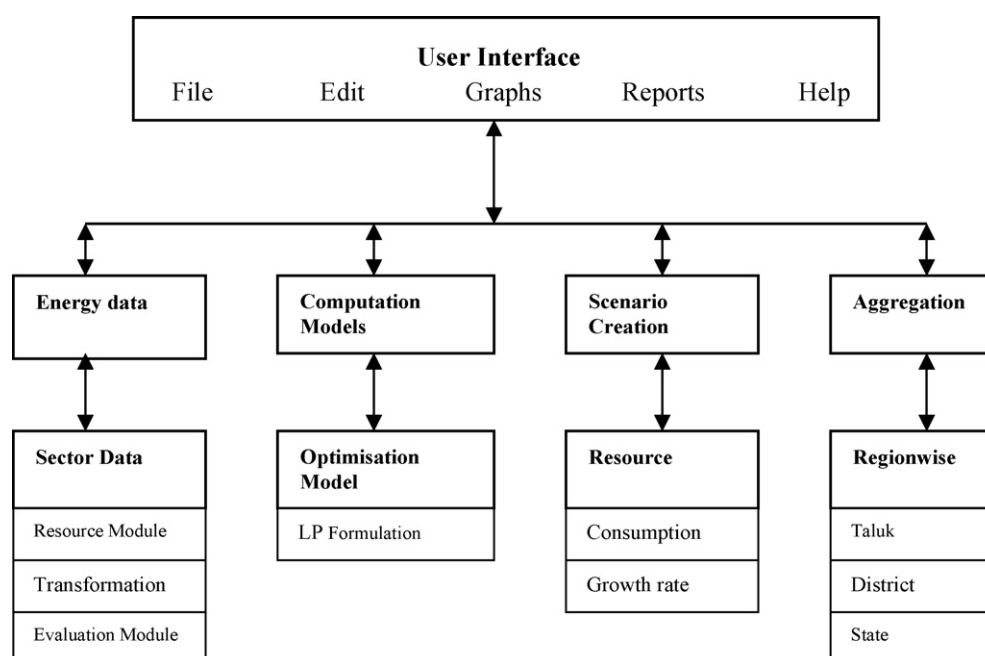 User Interface
File Edit Graphs Reports Help
Energy data
Computation
Models
Scenario
Creation
Aggregation
Sector Data
Optimisation
Model
Resource
Regionwise
Resource Module
LP Formulation
Consumption
Taluk
Transformation
Growth rate
District
Evaluation Module
State